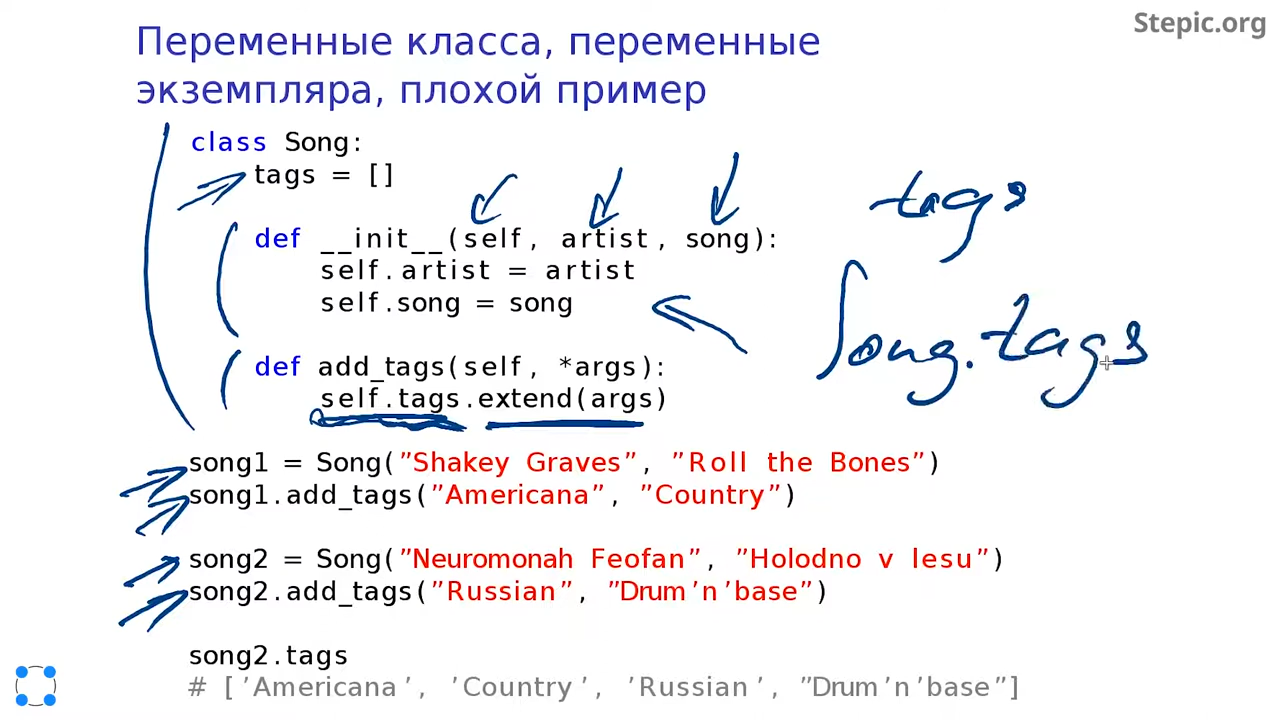 Stepic.org
Переменные класса, переменные
экземпляра, плохой пример
class Song:
tags = []
tags
def __init__(self, artist, song):
self.artist = artist
self.song = song
Song.tags
def add_tags(self, *args):
self.tags.extend(args)
song1 = Song("Shakey Graves", "Roll the Bones")
song1.add_tags("Americana", "Country")
song2 = Song("Neuromonah Feofan", "Holodno v lesu")
song2.add_tags("Russian", "Drum'n'base")
song2.tags
# ['Americana', 'Country', 'Russian', "Drum'n'base"]